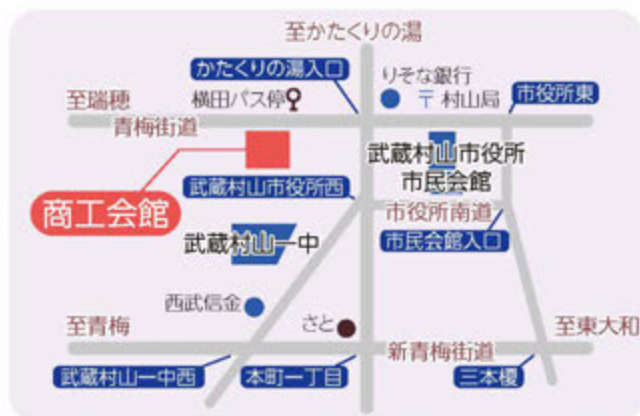 至かたくりの湯
かたくりの湯入口
りそな銀行
至瑞穂
横田バス停
〒村山局
市役所東
青梅街道
武蔵村山市役所
市民会館
武蔵村山市役所西
商工会館
市役所南道
武蔵村山一中
市民会館入口
西武信金
さと
至青梅
至東大和
新青梅街道
武蔵村山一中西
本町一丁目
三本榎